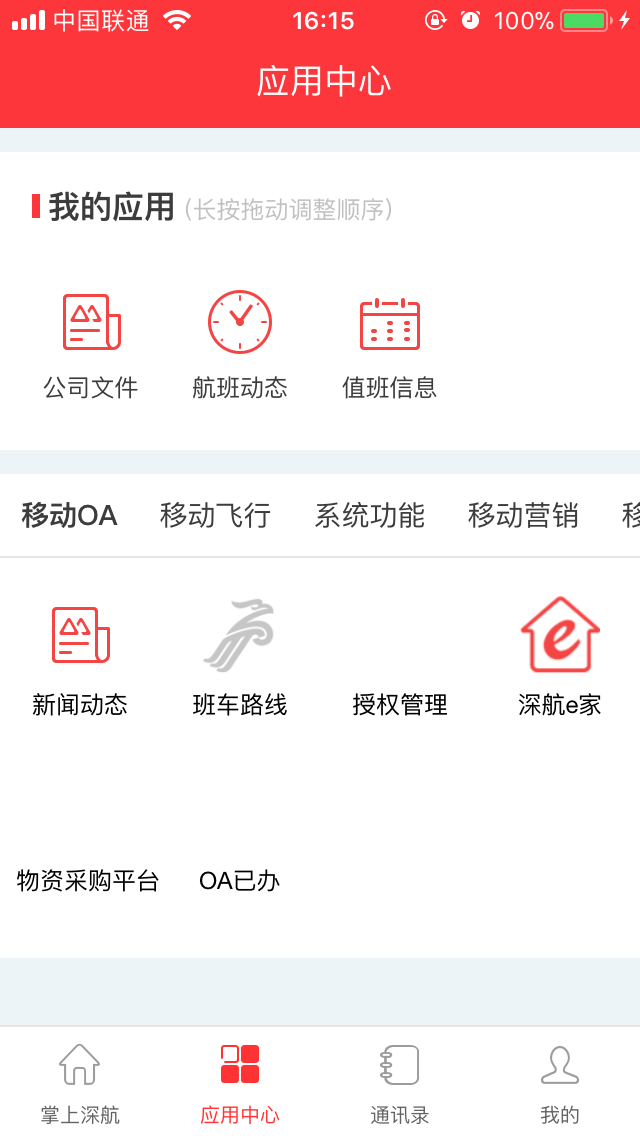 中国联通 16:15 100%
应用中心
我的应用 (长按拖动调整顺序)
公司文件 航班动态 值班信息
移动OA 移动飞行 系统功能 移动营销
新闻动态 班车路线 授权管理 深航e家
物资采购平台 OA已办
掌上深航 应用中心 通讯录 我的